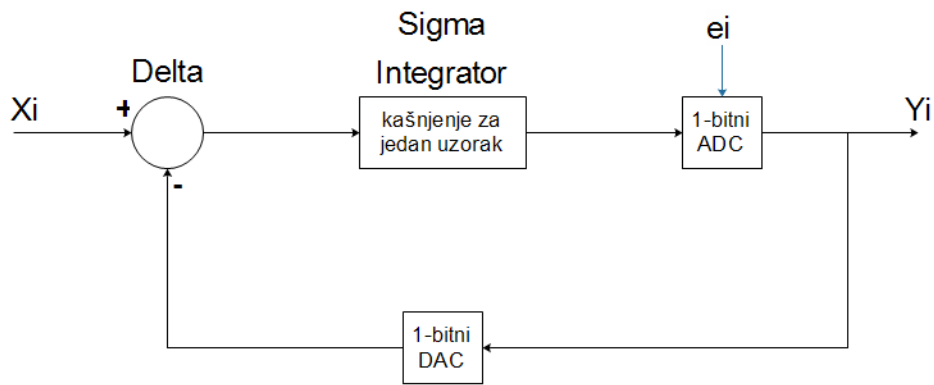 Sigma
Integrator
ei
Delta
Xi
+
kašnjenje za
jedan uzorak
1-bitni
ADC
Yi
-
1-bitni
DAC